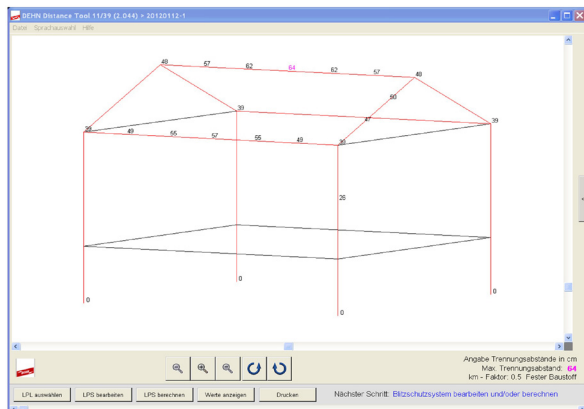 DEHN Distance Tool 11/39 (2.044) > 20120112-1
Datei Sprachauswahl Hilfe
48 57 62 64 62 57 48
60
39 39 47 39
39 49 55 57 55 49 39
26
0 0 0 0
Angabe Trennungsabstände in cm
Max. Trennungsabstand: 64
km - Faktor: 0.5 Fester Baustoff
LPL auswählen LPS bearbeiten LPS berechnen Werte anzeigen Drucken Nächster Schritt: Blitzschutzsystem bearbeiten und/oder berechnen